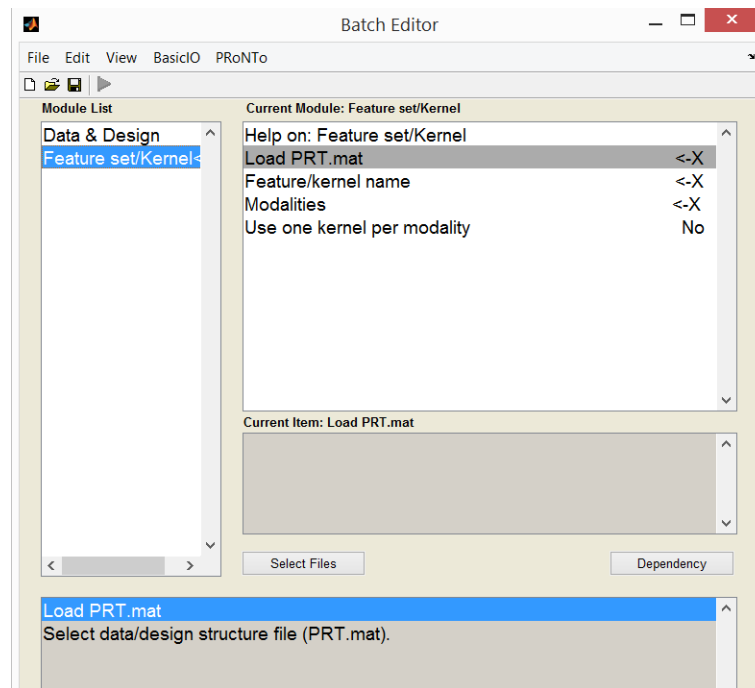 Batch Editor
File Edit View BasicIO PRoNTo
Module List
Data & Design
Feature set/Kernel<
Current Module: Feature set/Kernel
Help on: Feature set/Kernel
Load PRT.mat <-X
Feature/kernel name <-X
Modalities <-X
Use one kernel per modality No
Current Item: Load PRT.mat
Select Files Dependency
Load PRT.mat
Select data/design structure file (PRT.mat).